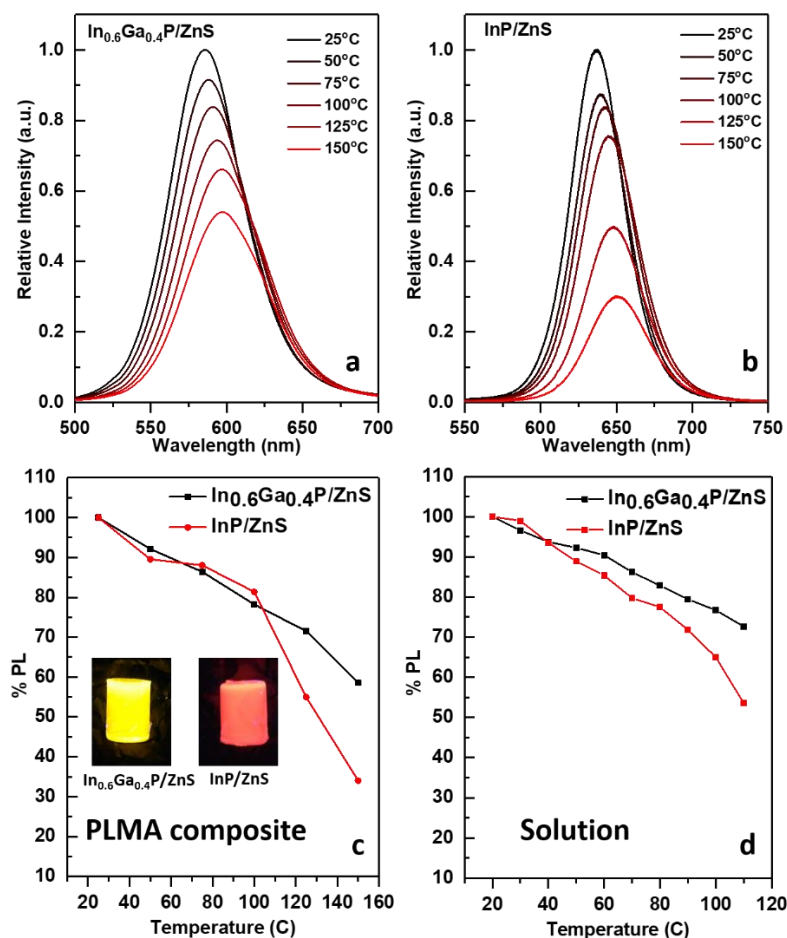 In0.6Ga0.4P/ZnS
25°C
50°C
75°C
100°C
125°C
150°C
Relative Intensity (a.u.)
1.0
0.8
0.6
0.4
0.2
0.0
a
500 550 600 650 700
Wavelength (nm)
InP/ZnS
25°C
50°C
75°C
100°C
125°C
150°C
Relative Intensity (a.u.)
1.0
0.8
0.6
0.4
0.2
0.0
b
550 600 650 700 750
Wavelength (nm)
In0.6Ga0.4P/ZnS
InP/ZnS
% PL
110
100
90
80
70
60
50
40
30
20
10
In0.6Ga0.4P/ZnS
InP/ZnS
PLMA composite
c
20 40 60 80 100 120 140 160
Temperature (C)
In0.6Ga0.4P/ZnS
InP/ZnS
% PL
110
100
90
80
70
60
50
40
30
20
10
Solution
d
20 40 60 80 100 120
Temperature (C)